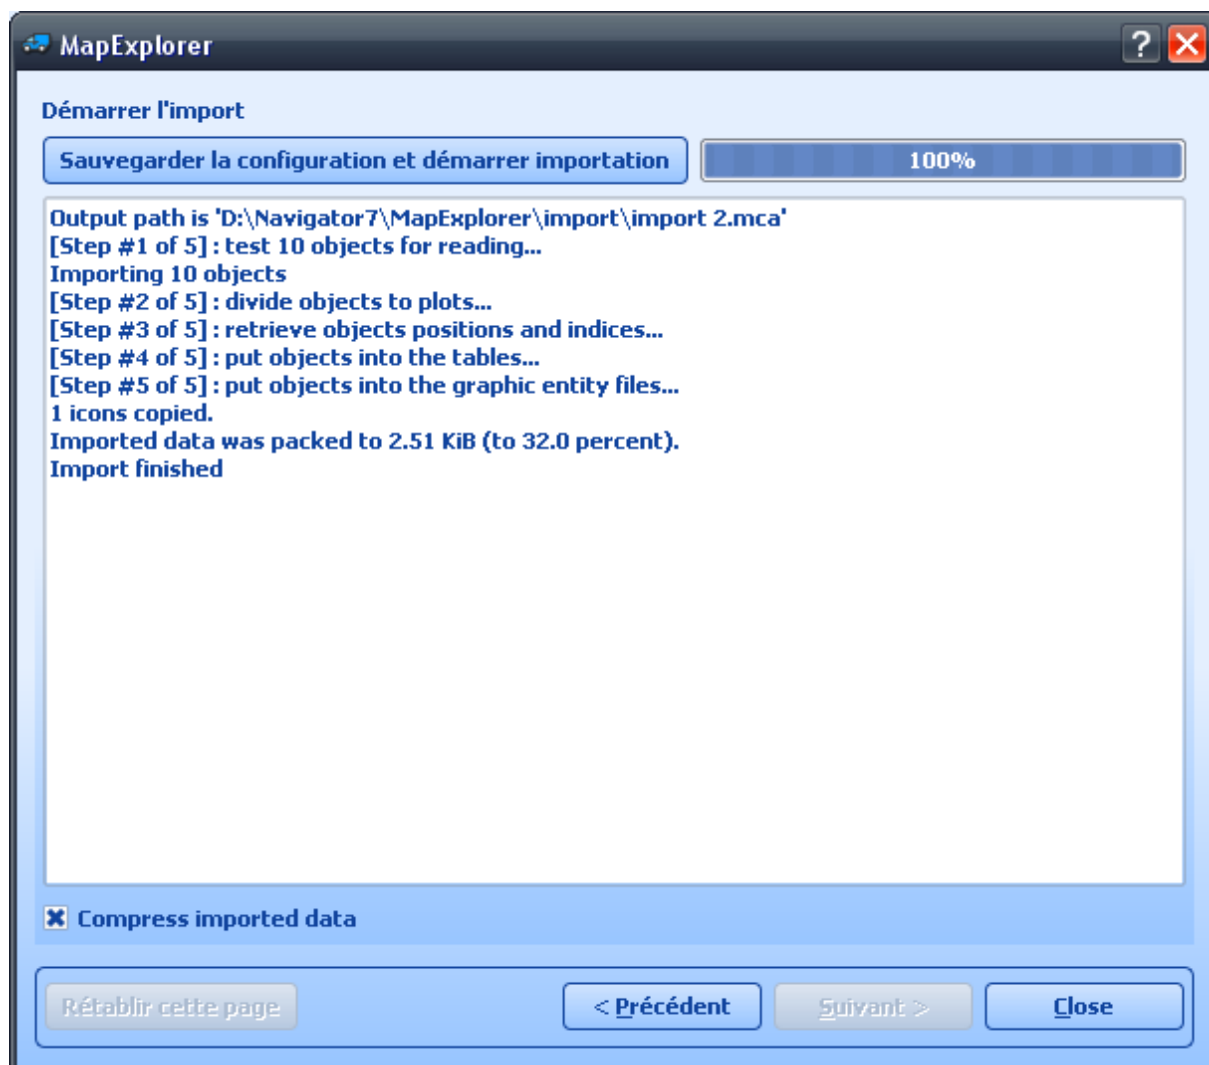 MapExplorer
?
Démarrer l'import
Sauvegarder la configuration et démarrer importation
100%
Output path is 'D:\Navigator7\MapExplorer\import\import 2.mca'
[Step #1 of 5] : test 10 objects for reading...
Importing 10 objects
[Step #2 of 5] : divide objects to plots...
[Step #3 of 5] : retrieve objects positions and indices...
[Step #4 of 5] : put objects into the tables...
[Step #5 of 5] : put objects into the graphic entity files...
1 icons copied.
Imported data was packed to 2.51 KiB (to 32.0 percent).
Import finished
Compress imported data
Rétablir cette page
< Précédent
Suivant >
Close